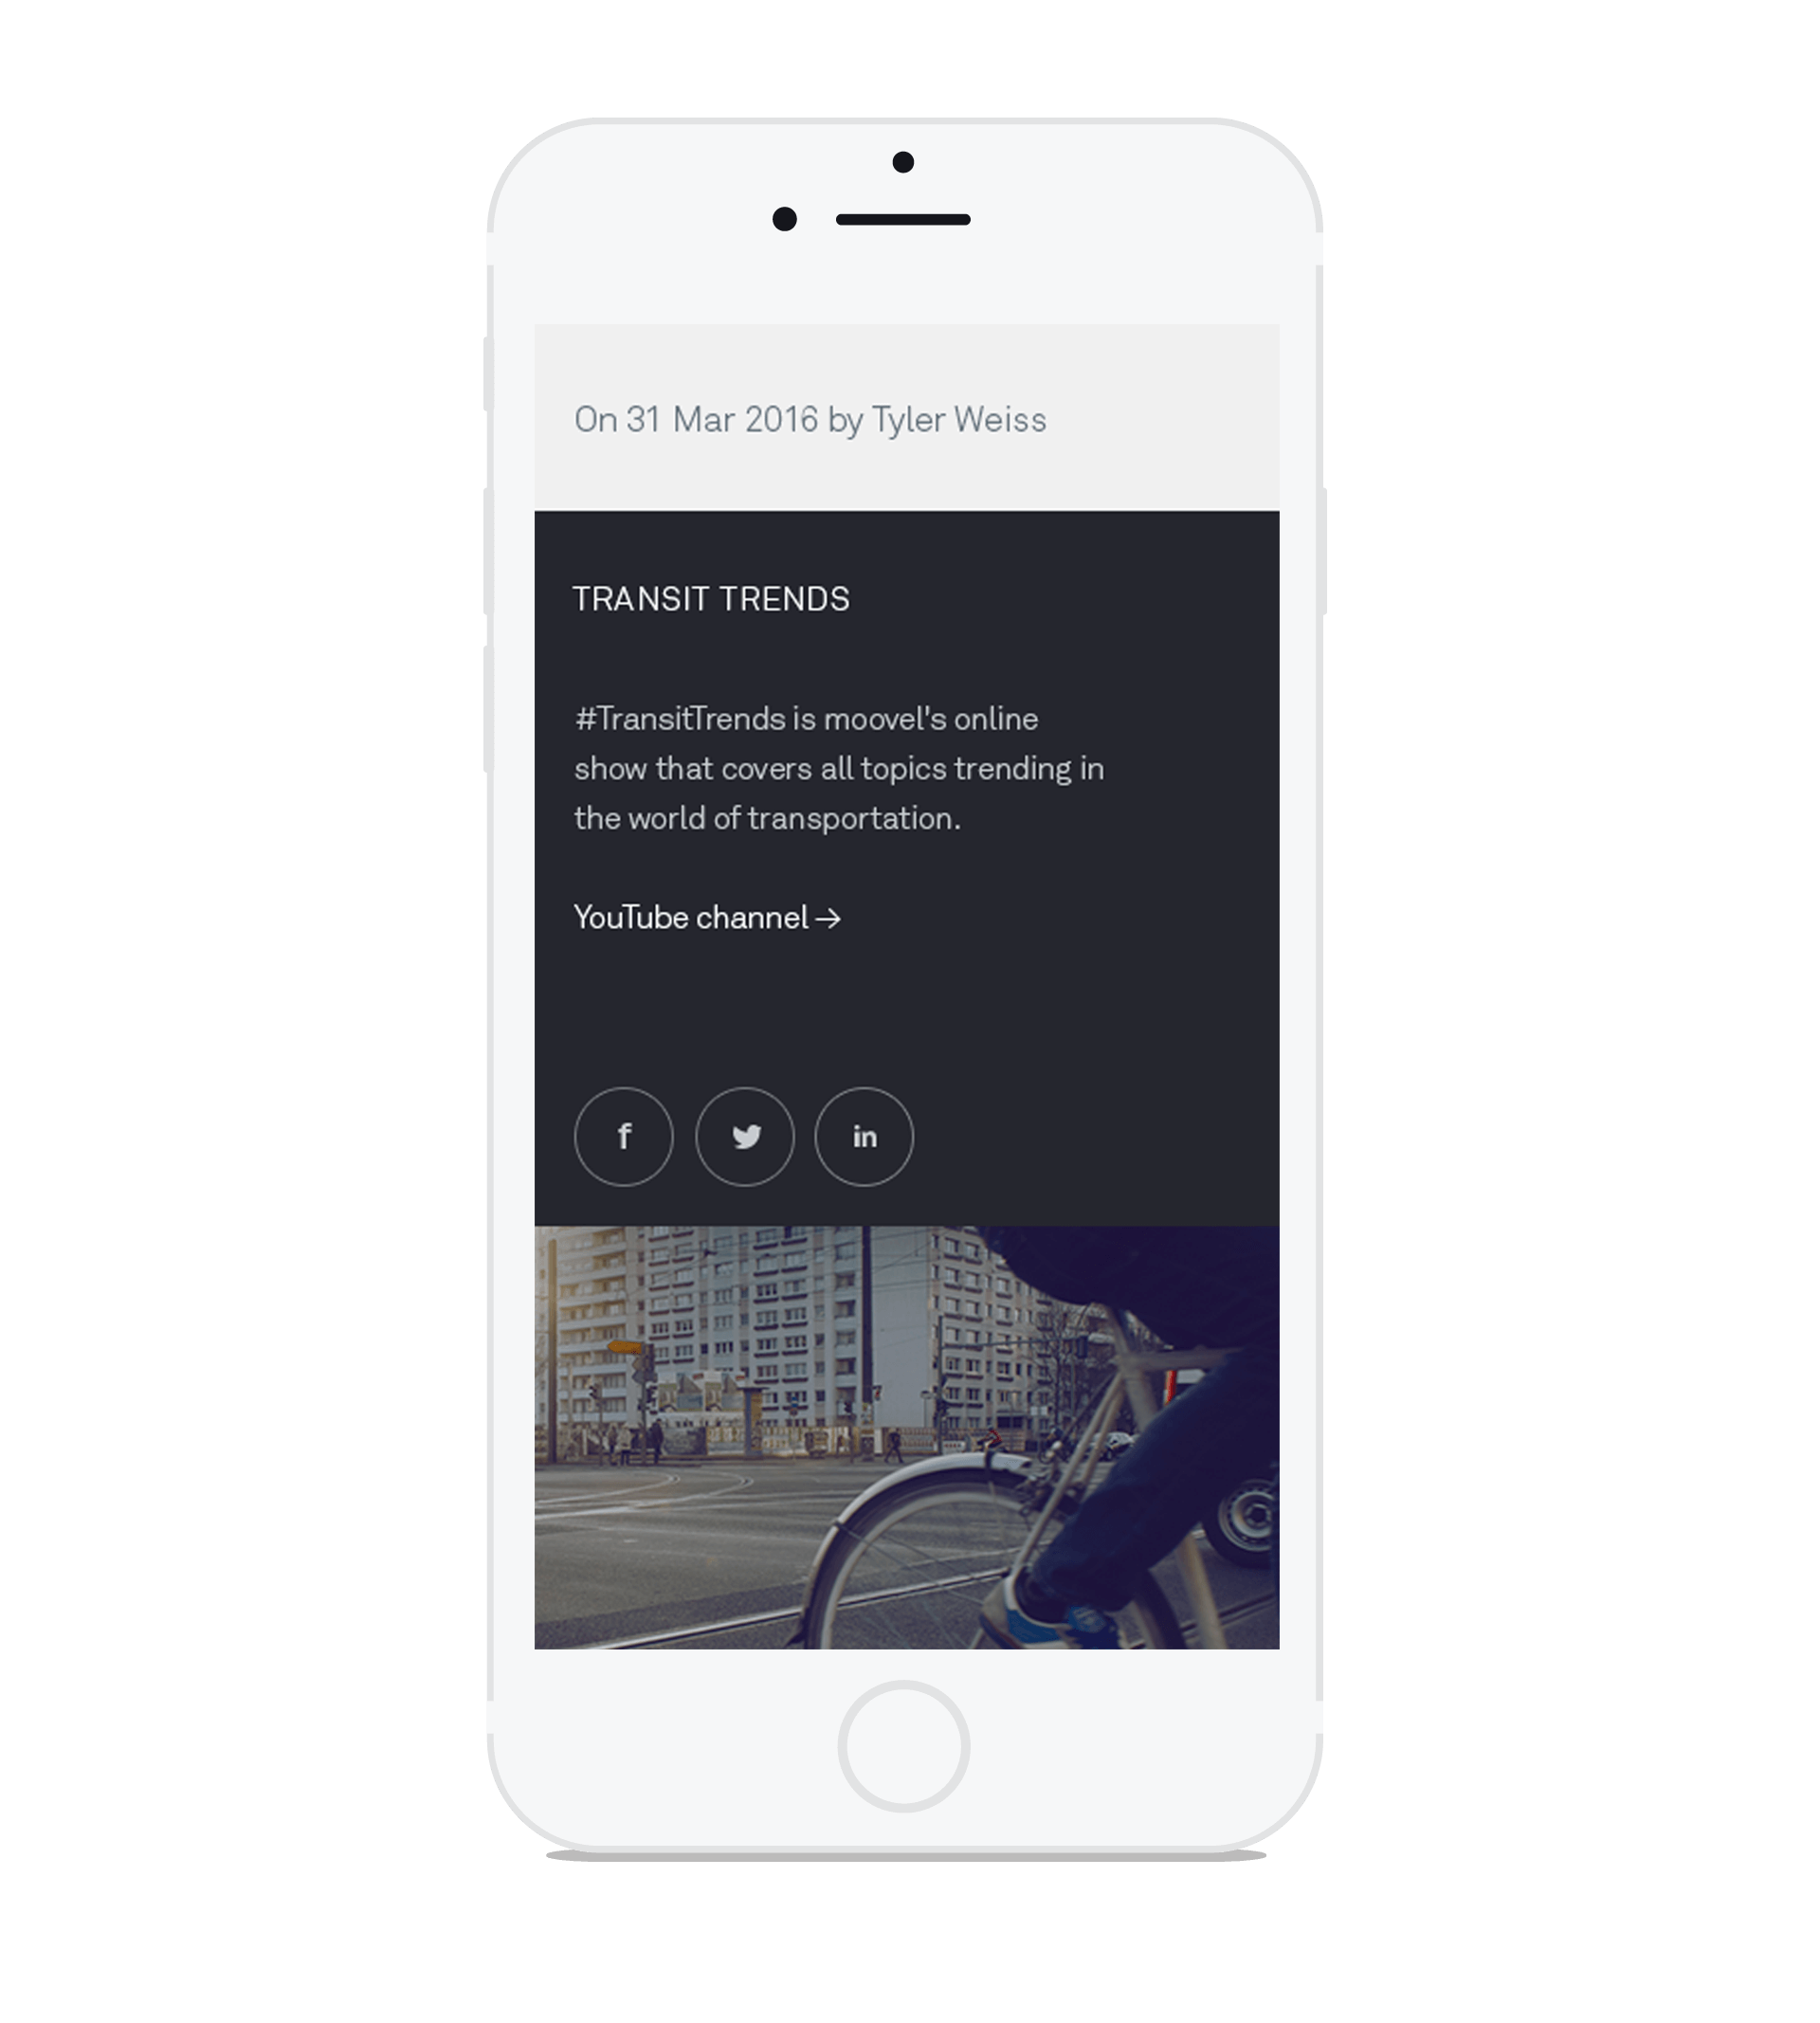 On 31 Mar 2016 by Tyler Weiss
TRANSIT TRENDS
#TransitTrends is moovel's online
show that covers all topics trending in
the world of transportation.
YouTube channel →
f
in